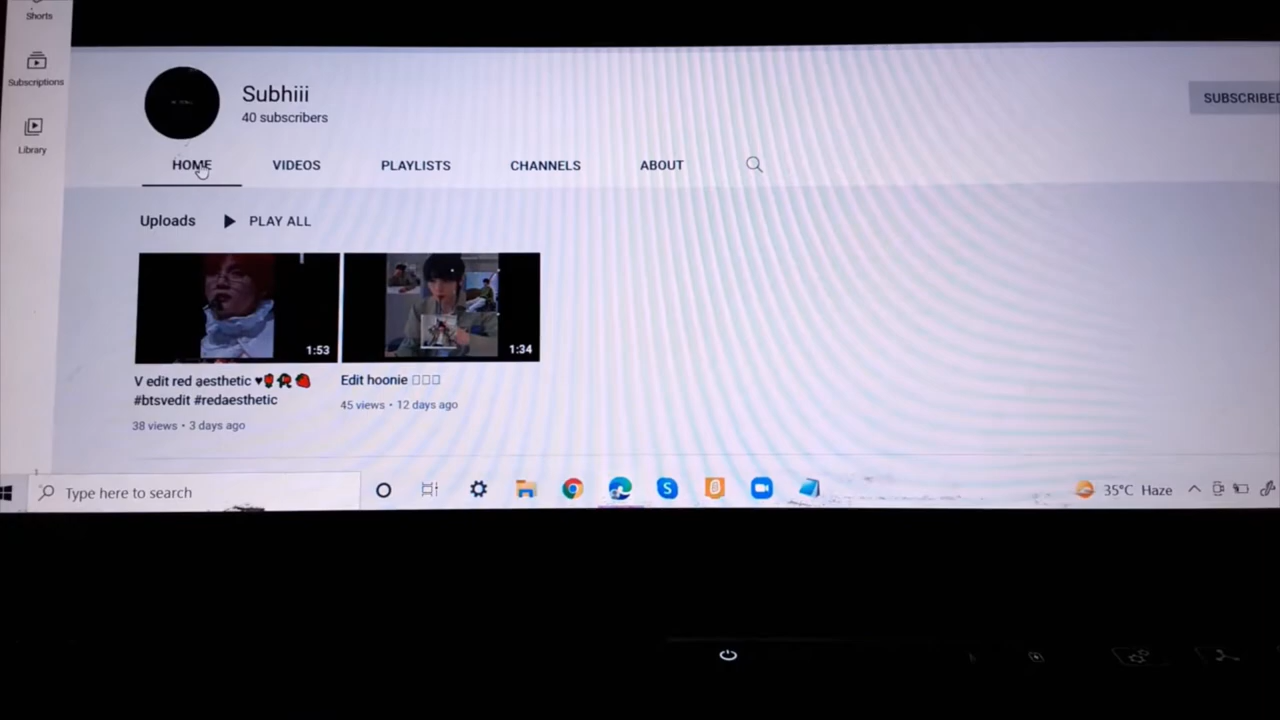 Shorts
Subscriptions
Library
Subhiii
40 subscribers
SUBSCRIBED
HOME VIDEOS PLAYLISTS CHANNELS ABOUT
Uploads PLAY ALL
1:53
1:34
V edit red aesthetic ♥🌹💃🍓
#btsvedit #redaesthetic
38 views • 3 days ago
Edit hoonie □□□
45 views • 12 days ago
Type here to search
35°C Haze